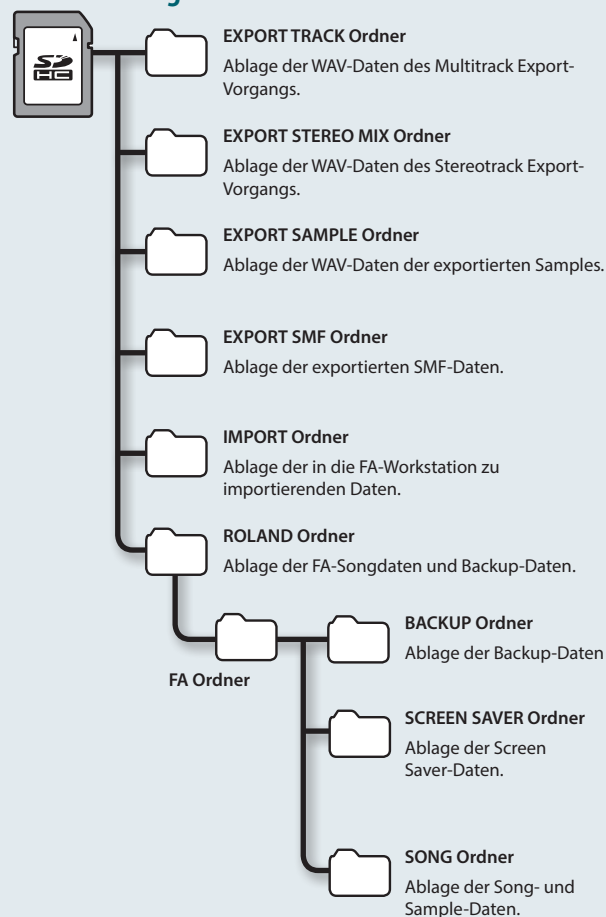 SD
HC
EXPORT TRACK Ordner
Ablage der WAV-Daten des Multitrack Export-
Vorgangs.
EXPORT STEREO MIX Ordner
Ablage der WAV-Daten des Stereotrack Export-
Vorgangs.
EXPORT SAMPLE Ordner
Ablage der WAV-Daten der exportierten Samples.
EXPORT SMF Ordner
Ablage der exportierten SMF-Daten.
IMPORT Ordner
Ablage der in die FA-Workstation zu
importierenden Daten.
ROLAND Ordner
Ablage der FA-Songdaten und Backup-Daten.
FA Ordner
BACKUP Ordner
Ablage der Backup-Daten
SCREEN SAVER Ordner
Ablage der Screen
Saver-Daten.
SONG Ordner
Ablage der Song- und
Sample-Daten.